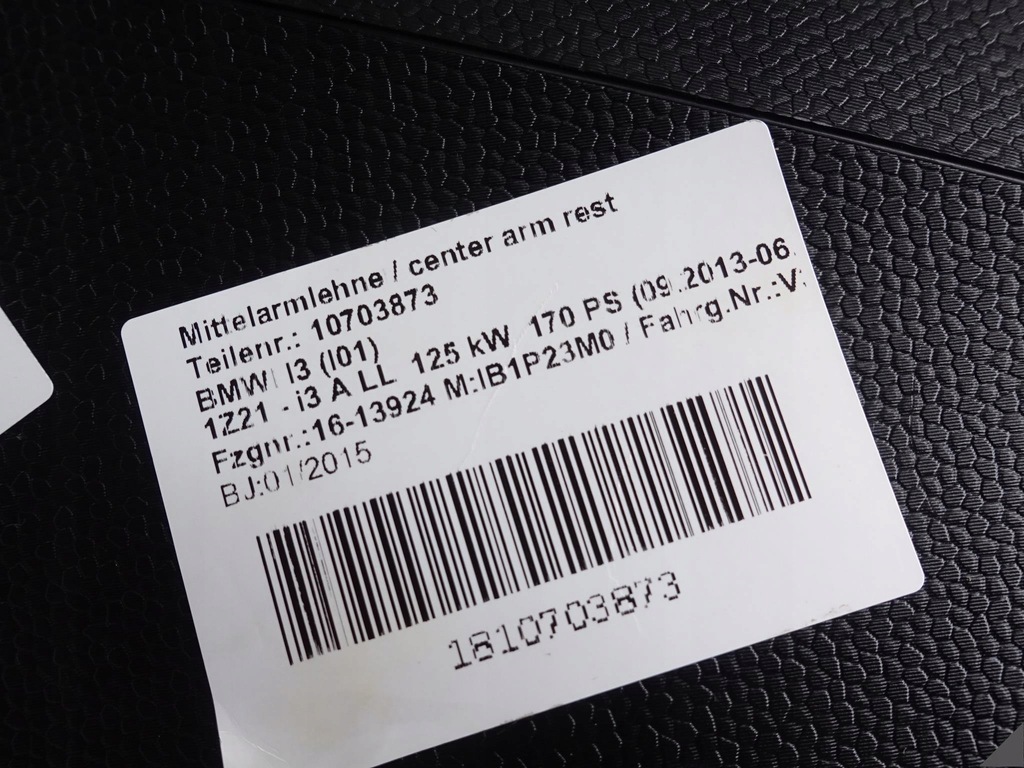 Mittelarmlehne / center arm rest
Teilenr.: 10703873
BMW I3 (I01)
1Z21 - i3 A LL 125 kW 170 PS (09.2013-06.
Fzgnr.:16-13924 M:IB1P23M0 / Fahrg.Nr.:V
BJ:01/2015
1810703873